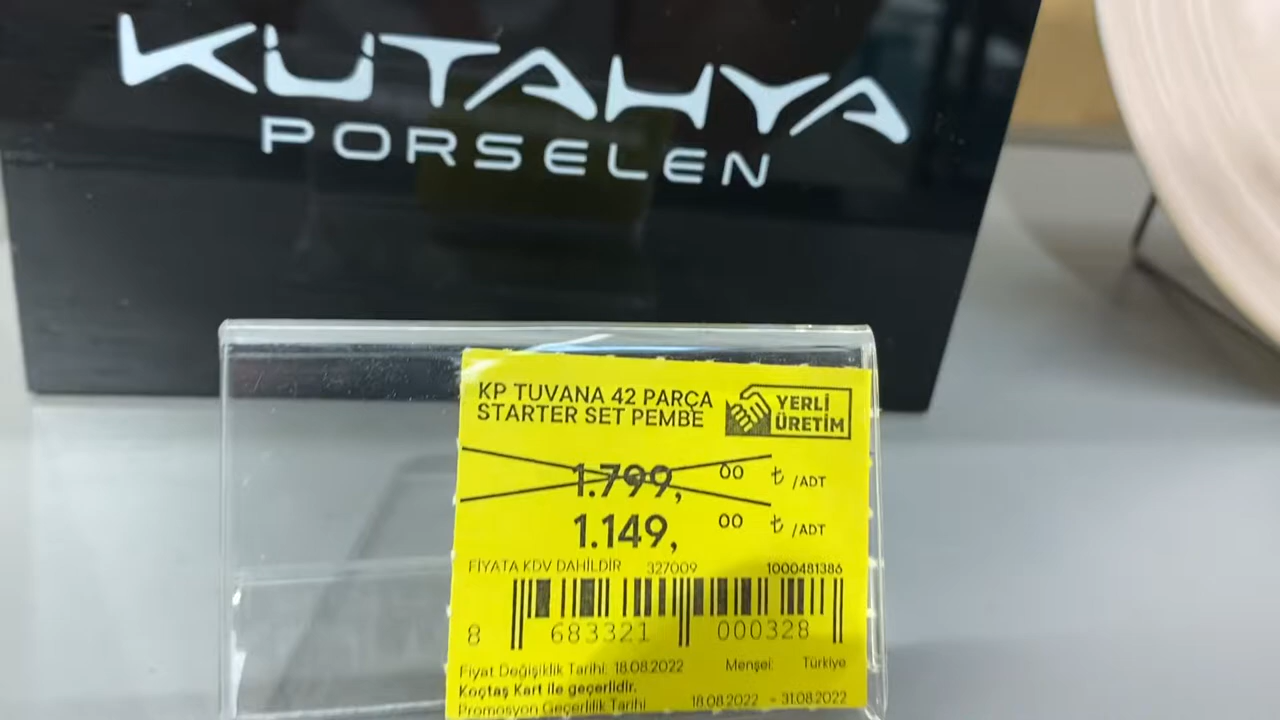 KÜTAHYA
PORSELEN
KP TUVANA 42 PARÇA
STARTER SET PEMBE
YERLİ
ÜRETİM
1.799,00 ₺ /ADT
1.149,00 ₺ /ADT
FİYATA KDV DAHİLDİR 327009 1000481386
8 683321 000328
Fiyat Değişiklik Tarihi: 18.08.2022 Menşei: Türkiye
Koçtaş Kart ile geçerlidir.
Promosyon Geçerlilik Tarihi 18.08.2022 - 31.08.2022